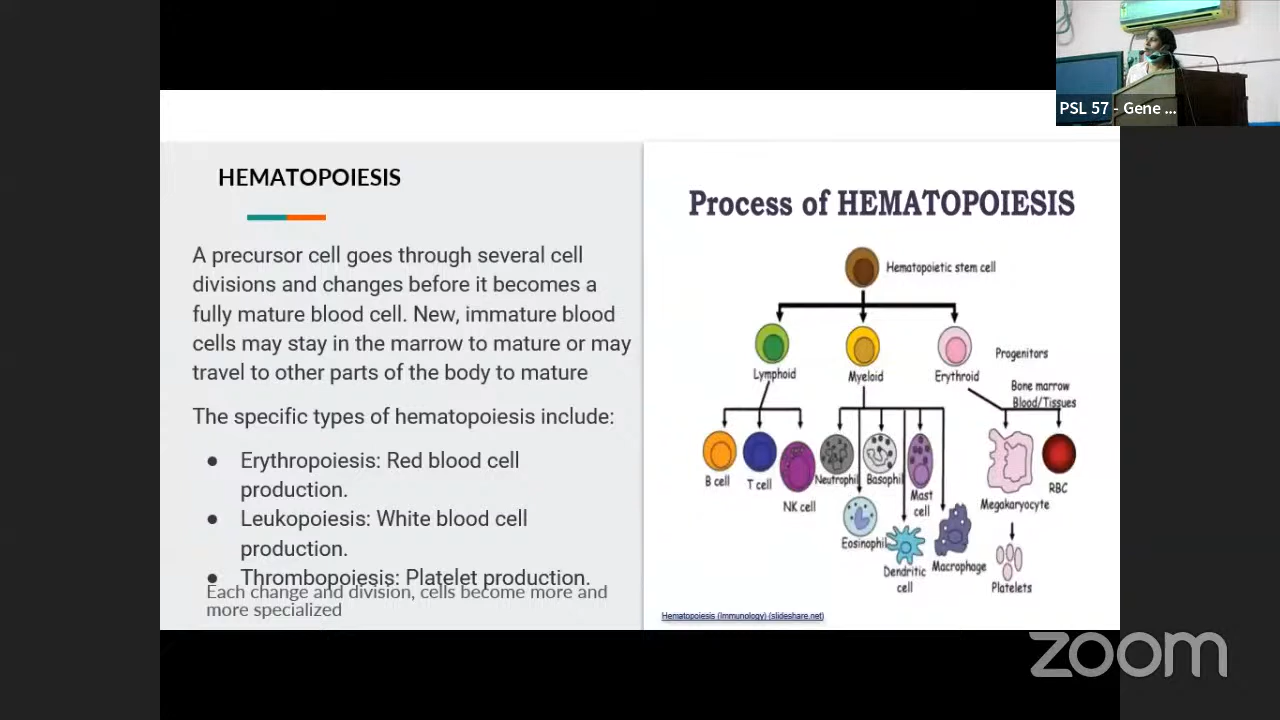 PSL 57 - Gene ...
HEMATOPOIESIS
A precursor cell goes through several cell
divisions and changes before it becomes a
fully mature blood cell. New, immature blood
cells may stay in the marrow to mature or may
travel to other parts of the body to mature
The specific types of hematopoiesis include:
● Erythropoiesis: Red blood cell
production.
● Leukopoiesis: White blood cell
production.
● Thrombopoiesis: Platelet production.
Each change and division, cells become more and
more specialized
Process of HEMATOPOIESIS
Hematopoietic stem cell
Lymphoid
Myeloid
Erythroid
Progenitors
Bone marrow
Blood/Tissues
B cell
T cell
NK cell
Neutrophil
Basophil
Mast
cell
Eosinophil
Dendritic
cell
Macrophage
Megakaryocyte
RBC
Platelets
Hematopoiesis (Immunology) (slideshare.net)
zoom